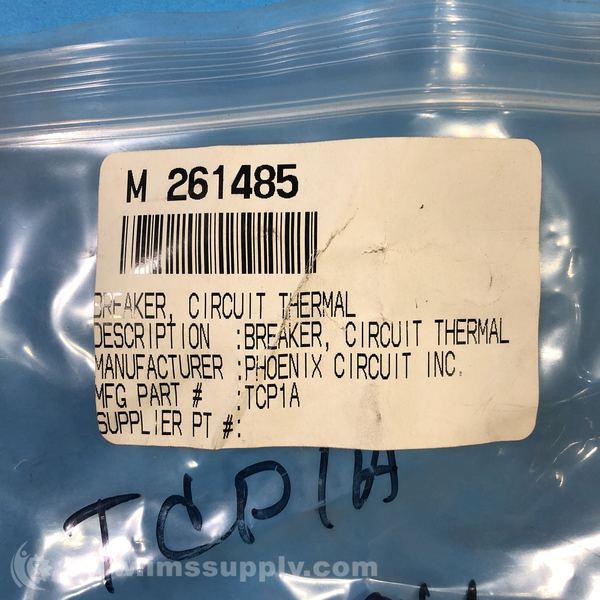 M 261485
BREAKER, CIRCUIT THERMAL
DESCRIPTION :BREAKER, CIRCUIT THERMAL
MANUFACTURER :PHOENIX CIRCUIT INC.
MFG PART # :TCP1A
SUPPLIER PT #:
TCP1A
imssupply.com